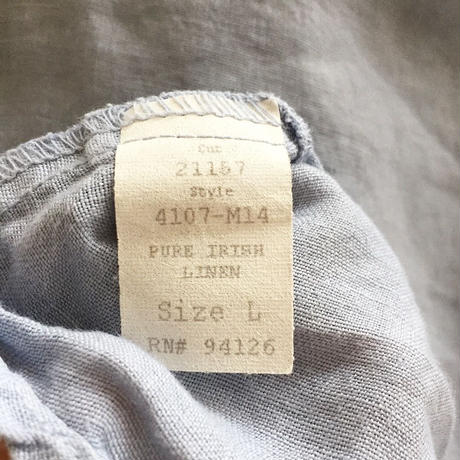 Cut
21157
Style
4107-M14
PURE IRISH
LINEN
Size L
RN# 94126